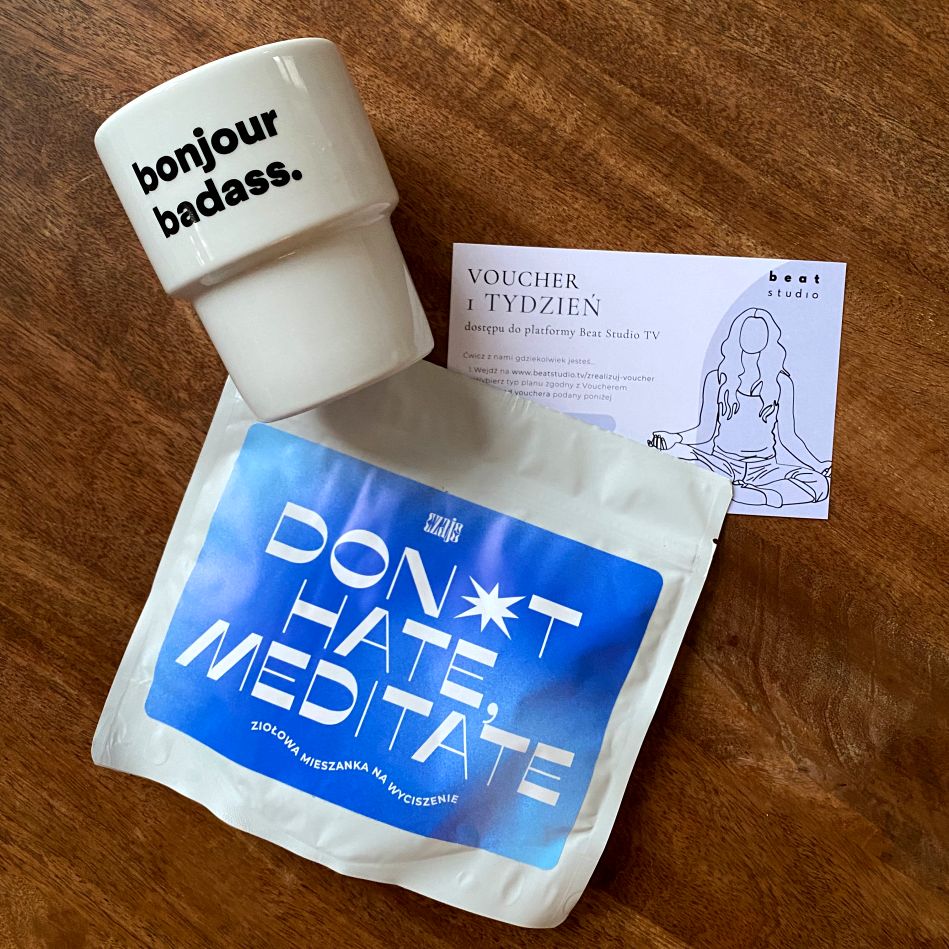 bonjour
badass.
VOUCHER
1 TYDZIEŃ
dostępu do platformy Beat Studio TV
Ćwicz z nami gdziekolwiek jesteś...
1.Wejdź na www.beatstudio.tv/zrealizuj-voucher
typ planu zgodny z Voucherem
vouchera podany poniżej
beat
studio
czajs
DON✷T
HATE,
MEDITATE
ZIOŁOWA MIESZANKA NA WYCISZENIE